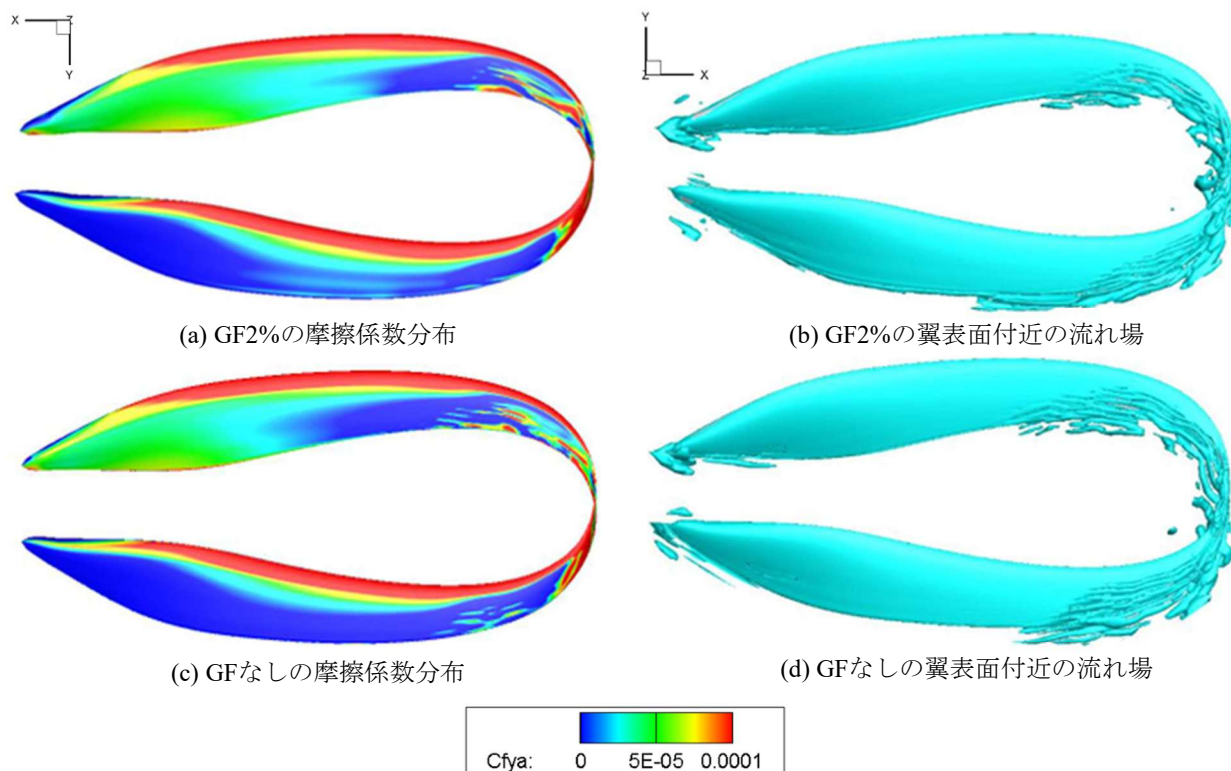 X Z
Y
Y
Z X
(a) GF2%の摩擦係数分布
(b) GF2%の翼表面付近の流れ場
(c) GFなしの摩擦係数分布
(d) GFなしの翼表面付近の流れ場
Cfya: 0 5E-05 0.0001